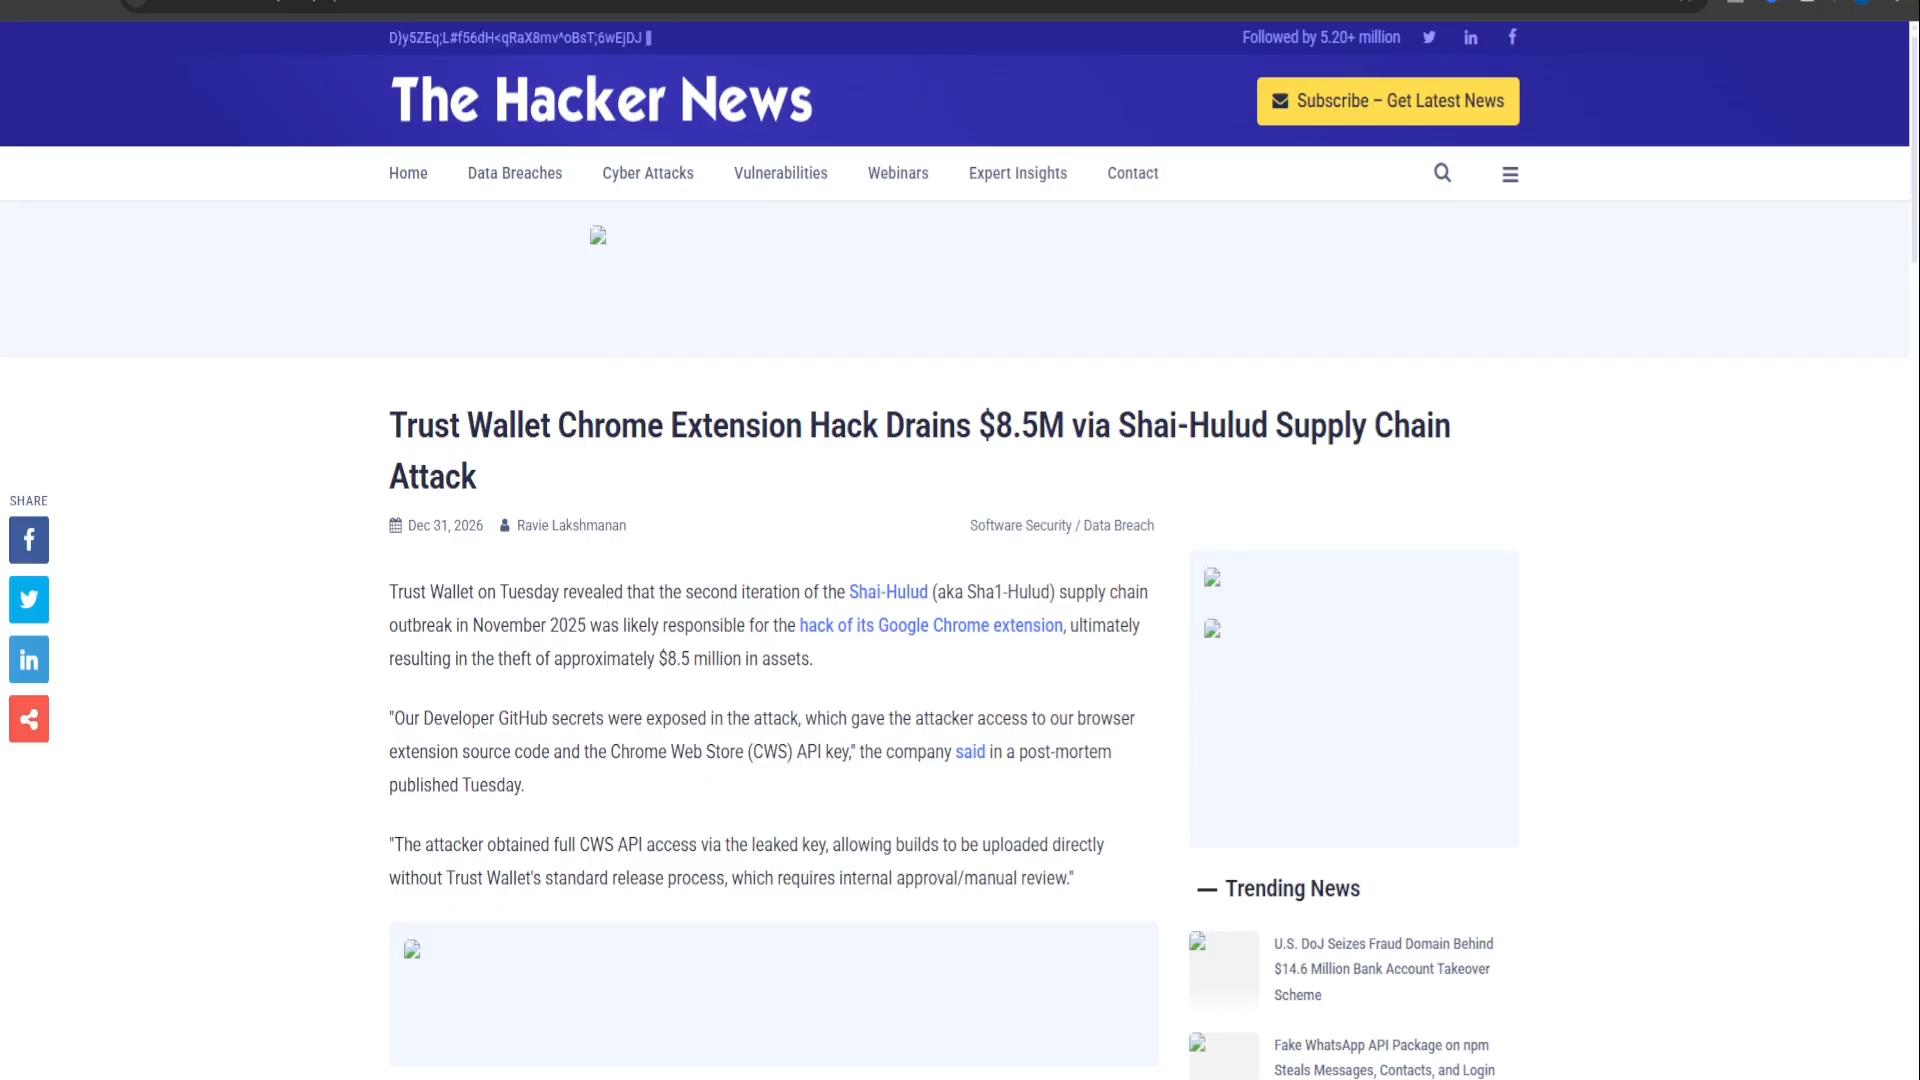 D}y5ZEq;L#f56dH<qRaX8mv^oBsT;6wEjDJ
Followed by 5.20+ million
The Hacker News
Subscribe – Get Latest News
Home
Data Breaches
Cyber Attacks
Vulnerabilities
Webinars
Expert Insights
Contact
Trust Wallet Chrome Extension Hack Drains $8.5M via Shai-Hulud Supply Chain
Attack
Dec 31, 2026 Ravie Lakshmanan
Software Security / Data Breach
SHARE
Trust Wallet on Tuesday revealed that the second iteration of the Shai-Hulud (aka Sha1-Hulud) supply chain
outbreak in November 2025 was likely responsible for the hack of its Google Chrome extension, ultimately
resulting in the theft of approximately $8.5 million in assets.
"Our Developer GitHub secrets were exposed in the attack, which gave the attacker access to our browser
extension source code and the Chrome Web Store (CWS) API key," the company said in a post-mortem
published Tuesday.
"The attacker obtained full CWS API access via the leaked key, allowing builds to be uploaded directly
without Trust Wallet's standard release process, which requires internal approval/manual review."
— Trending News
U.S. DoJ Seizes Fraud Domain Behind
$14.6 Million Bank Account Takeover
Scheme
Fake WhatsApp API Package on npm
Steals Messages, Contacts, and Login